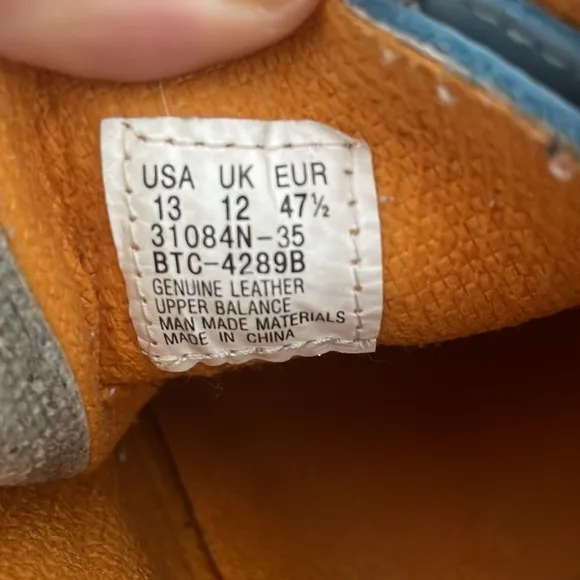 USA UK EUR
13 12 47½
31084N-35
BTC-4289B
GENUINE LEATHER
UPPER BALANCE
MAN MADE MATERIALS
MADE IN CHINA